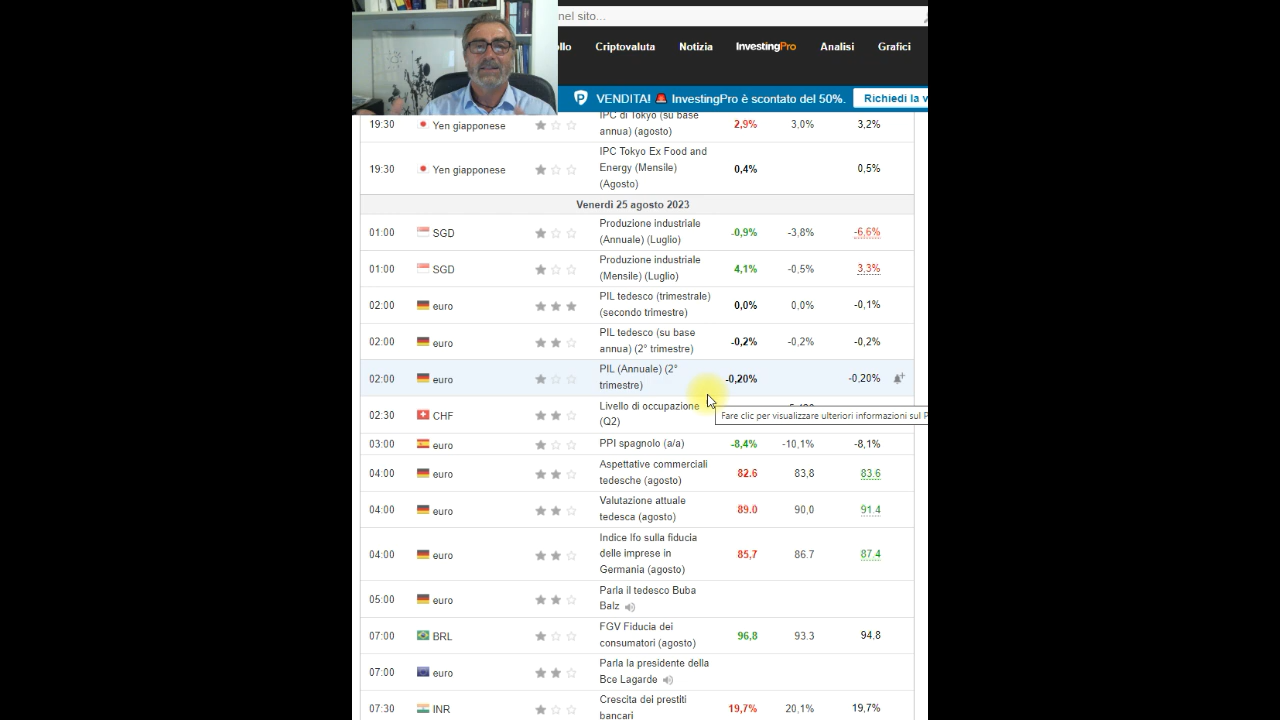 nel sito...
ollo Criptovaluta Notizia InvestingPro Analisi Grafici
VENDITA! InvestingPro è scontato del 50%. Richiedi la v
19:30 Yen giapponese IPC di Tokyo (su base
annua) (agosto) 2,9% 3,0% 3,2%
19:30 Yen giapponese IPC Tokyo Ex Food and
Energy (Mensile)
(Agosto) 0,4% 0,5%
Venerdì 25 agosto 2023
01:00 SGD Produzione industriale
(Annuale) (Luglio) -0,9% -3,8% -6,6%
01:00 SGD Produzione industriale
(Mensile) (Luglio) 4,1% -0,5% 3,3%
02:00 euro PIL tedesco (trimestrale)
(secondo trimestre) 0,0% 0,0% -0,1%
02:00 euro PIL tedesco (su base
annua) (2° trimestre) -0,2% -0,2% -0,2%
02:00 euro PIL (Annuale) (2°
trimestre) -0,20% -0,20%
02:30 CHF Livello di occupazione
(Q2)
Fare clic per visualizzare ulteriori informazioni sul P
03:00 euro PPI spagnolo (a/a) -8,4% -10,1% -8,1%
04:00 euro Aspettative commerciali
tedesche (agosto) 82.6 83,8 83.6
04:00 euro Valutazione attuale
tedesca (agosto) 89.0 90,0 91.4
04:00 euro Indice Ifo sulla fiducia
delle imprese in
Germania (agosto) 85,7 86.7 87.4
05:00 euro Parla il tedesco Buba
Balz
07:00 BRL FGV Fiducia dei
consumatori (agosto) 96,8 93.3 94.8
07:00 euro Parla la presidente della
Bce Lagarde
07:30 INR Crescita dei prestiti
bancari 19,7% 20,1% 19,7%